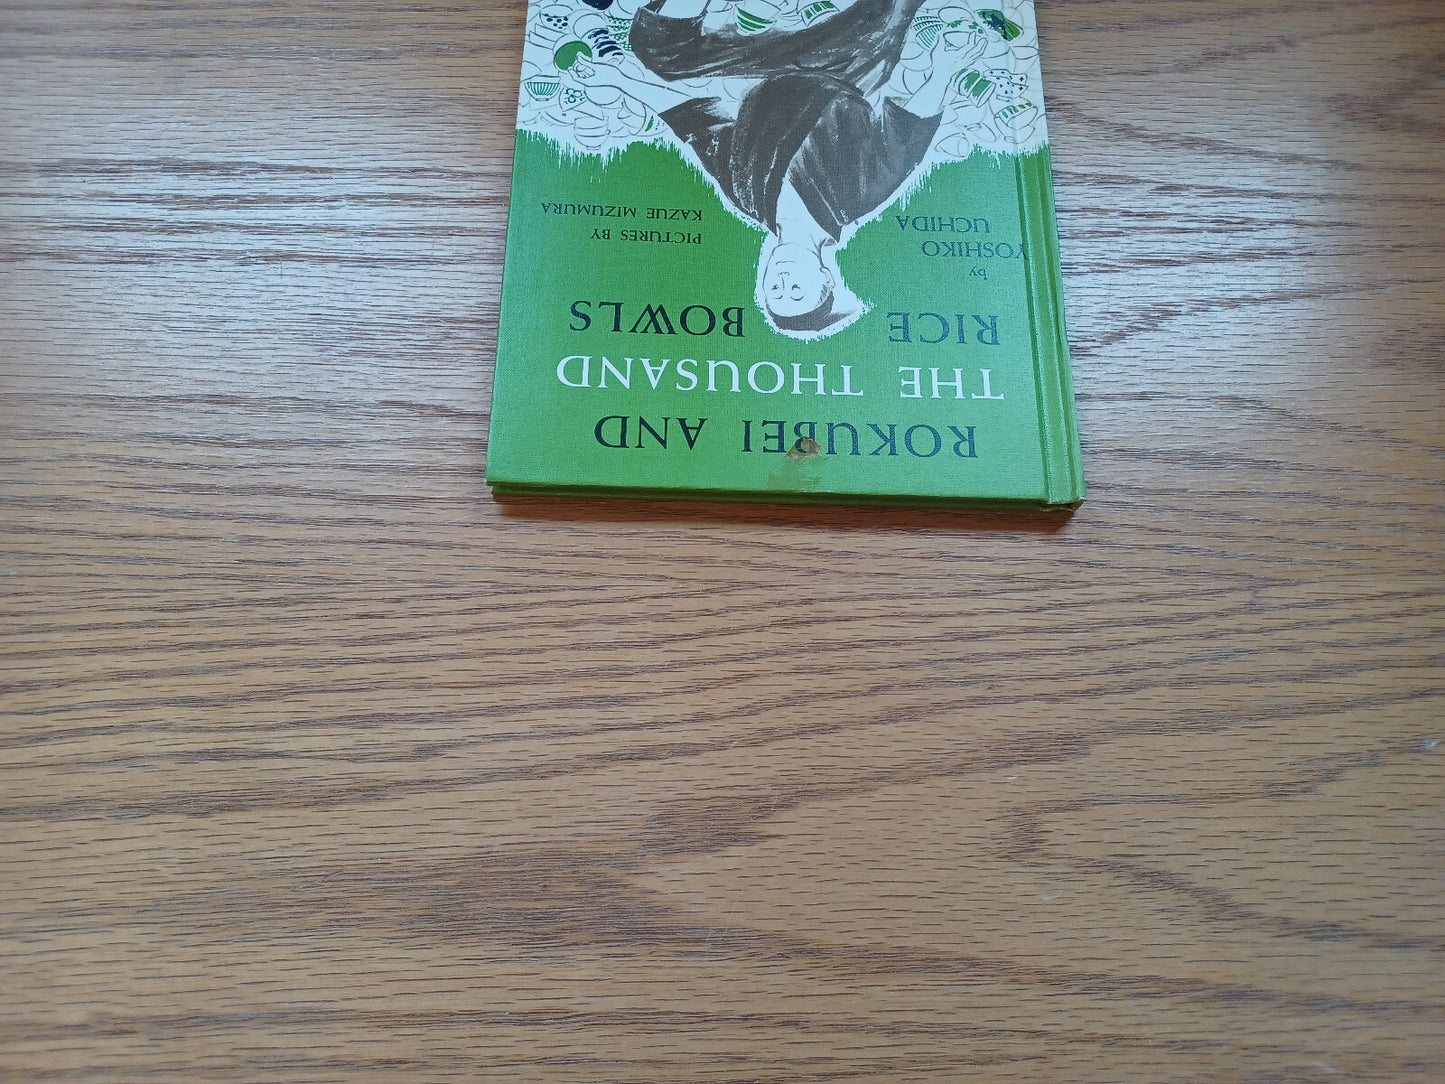 ROKUBEI AND
THE THOUSAND
RICE BOWLS
by
YOSHIKO
UCHIDA
PICTURES BY
KAZUE MIZUMURA